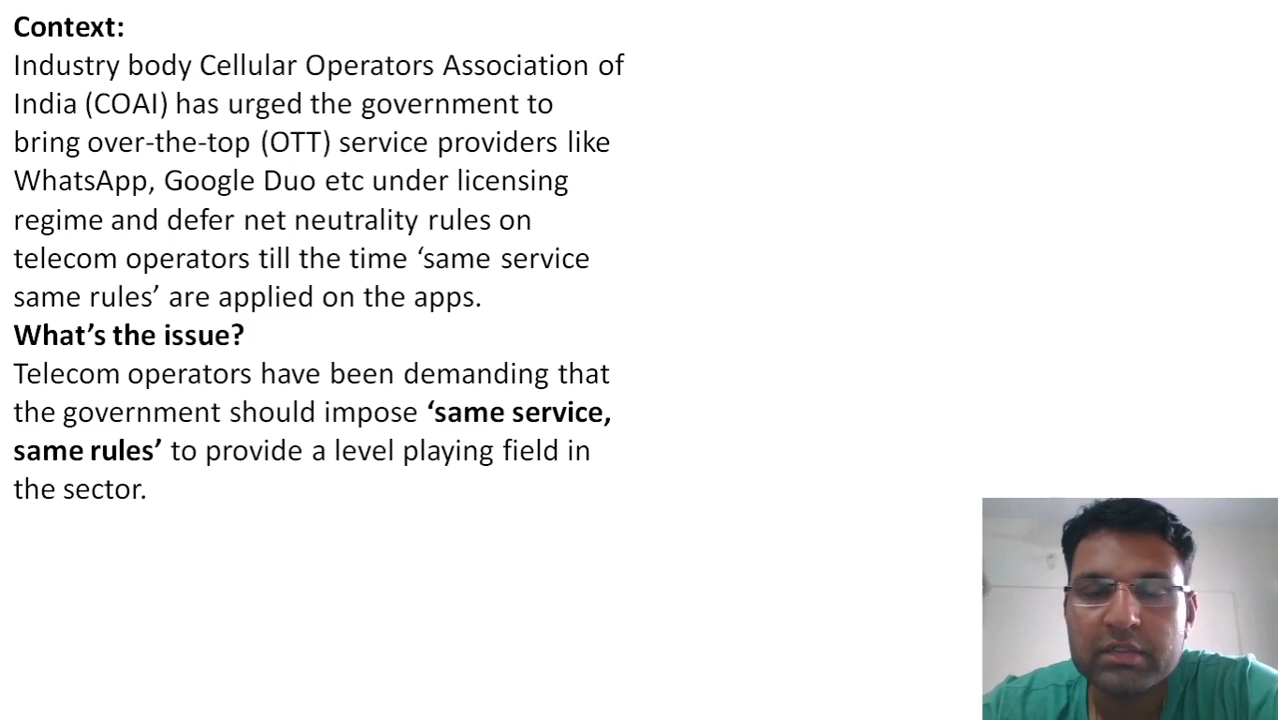 Context:
Industry body Cellular Operators Association of
India (COAI) has urged the government to
bring over-the-top (OTT) service providers like
WhatsApp, Google Duo etc under licensing
regime and defer net neutrality rules on
telecom operators till the time ‘same service
same rules’ are applied on the apps.
What’s the issue?
Telecom operators have been demanding that
the government should impose ‘same service,
same rules’ to provide a level playing field in
the sector.